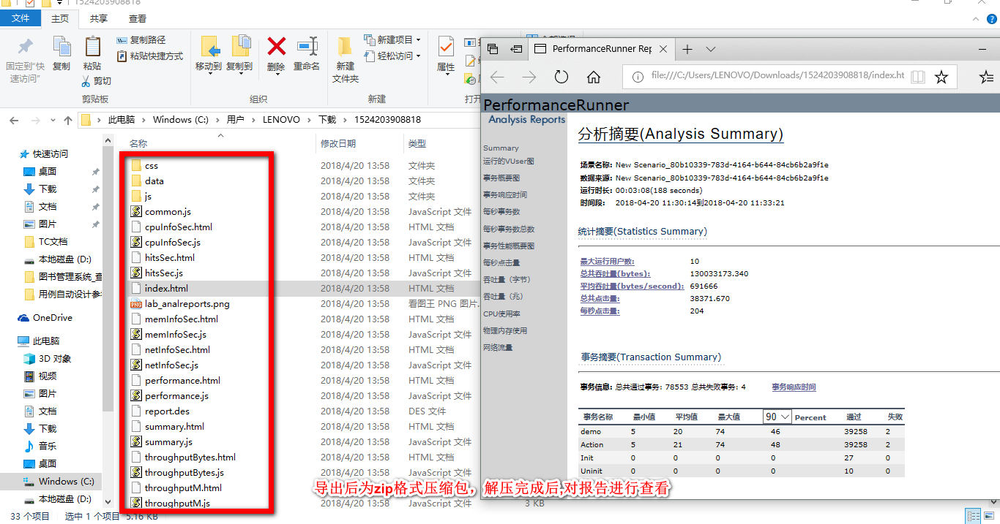 1524203908818
文件 主页 共享 查看
固定到“快速访问”
复制
粘贴
复制路径
粘贴快捷方式
剪切
剪贴板
移动到 复制到 删除 重命名
组织
新建文件夹
新建项目
轻松访问
新建
属性
打开
此电脑 Windows (C:) 用户 LENOVO 下载 1524203908818
快速访问
桌面
下载
文档
图片
TC文档
本地磁盘 (D:)
图书管理系统_查
用例自动设计参考
OneDrive
此电脑
3D 对象
视频
图片
文档
下载
音乐
桌面
Windows (C:)
本地磁盘 (D:)
名称 修改日期 类型
css 2018/4/20 13:58 文件夹
data 2018/4/20 13:58 文件夹
js 2018/4/20 13:58 文件夹
common.js 2018/4/20 13:58 JavaScript 文件
cpuInfoSec.html 2018/4/20 13:58 HTML 文档
cpuInfoSec.js 2018/4/20 13:58 JavaScript 文件
hitsSec.html 2018/4/20 13:58 HTML 文档
hitsSec.js 2018/4/20 13:58 JavaScript 文件
index.html 2018/4/20 13:58 HTML 文档
lab_analreports.png 2018/4/20 13:58 看图王 PNG 图片...
memInfoSec.html 2018/4/20 13:58 HTML 文档
memInfoSec.js 2018/4/20 13:58 JavaScript 文件
netInfoSec.html 2018/4/20 13:58 HTML 文档
netInfoSec.js 2018/4/20 13:58 JavaScript 文件
performance.html 2018/4/20 13:58 HTML 文档
performance.js 2018/4/20 13:58 JavaScript 文件
report.des 2018/4/20 13:58 DES 文件
summary.html 2018/4/20 13:58 HTML 文档
summary.js 2018/4/20 13:58 JavaScript 文件
throughputBytes.html 2018/4/20 13:58 HTML 文档
throughputBytes.js 2018/4/20 13:58 JavaScript 文件
throughputM.html 2018/4/20 13:58 HTML 文档
throughputM.js 2018/4/20 13:58 JavaScript 文件 3 KB
33 个项目 选中 1 个项目 5.16 KB
PerformanceRunner Rep
file:///C:/Users/LENOVO/Downloads/1524203908818/index.ht
PerformanceRunner
Analysis Reports
Summary
运行的VUser图
事务概要图
事务响应时间
每秒事务数
每秒事务数总数
事务性能概要图
每秒点击量
吞吐量（字节）
吞吐量（兆）
CPU使用率
物理内存使用
网络流量
分析摘要(Analysis Summary)
场景名称: New Scenario_80b10339-783d-4164-b644-84cb6b2a9f1e
数据来源: New Scenario_80b10339-783d-4164-b644-84cb6b2a9f1e
运行时长: 00:03:08(188 seconds)
时间段: 2018-04-20 11:30:14到2018-04-20 11:33:21
统计摘要(Statistics Summary)
最大运行用户数: 10
总共吞吐量(bytes): 130033173.340
平均吞吐量(bytes/second): 691666
总共点击量: 38371.670
每秒点击量: 204
事务摘要(Transaction Summary)
事务信息: 总共通过事务: 78553 总共失败事务: 4 事务响应时间
事务名称 最小值 平均值 最大值 90 Percent 通过 失败
demo 5 20 74 46 39258 2
Action 5 21 74 48 39258 2
Init 0 0 0 0 27 0
Uninit 0 0 0 0 10 0
导出后为zip格式压缩包，解压完成后,对报告进行查看